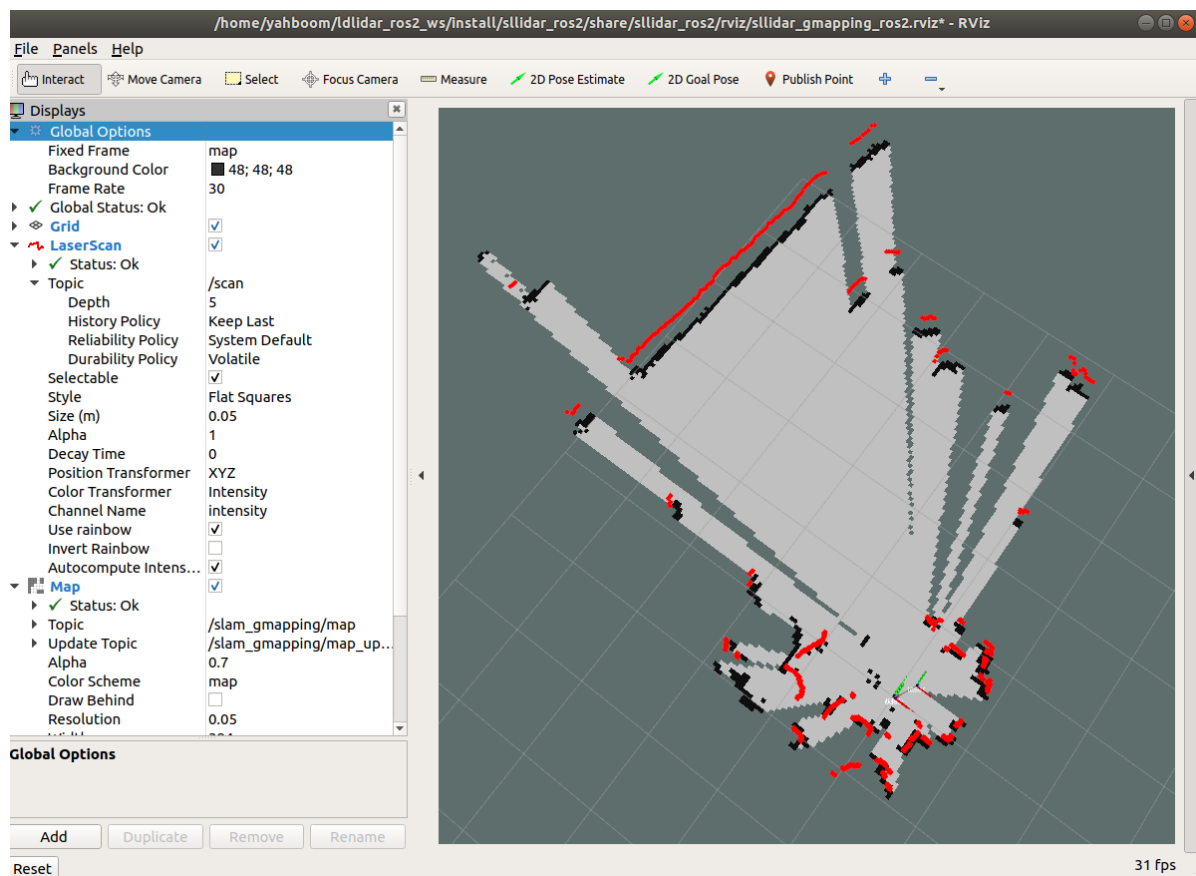 /home/yahboom/ldlidar_ros2_ws/install/sllidar_ros2/share/sllidar_ros2/rviz/sllidar_gmapping_ros2.rviz* - RViz
File Panels Help
Interact Move Camera Select Focus Camera Measure 2D Pose Estimate 2D Goal Pose Publish Point
Displays
Global Options
Fixed Frame map
Background Color 48; 48; 48
Frame Rate 30
Global Status: Ok
Grid
LaserScan
Status: Ok
Topic /scan
Depth 5
History Policy Keep Last
Reliability Policy System Default
Durability Policy Volatile
Selectable
Style Flat Squares
Size (m) 0.05
Alpha 1
Decay Time 0
Position Transformer XYZ
Color Transformer Intensity
Channel Name intensity
Use rainbow
Invert Rainbow
Autocompute Intens...
Map
Status: Ok
Topic /slam_gmapping/map
Update Topic /slam_gmapping/map_up...
Alpha 0.7
Color Scheme map
Draw Behind
Resolution 0.05
Global Options
Add Duplicate Remove Rename
Reset 31 fps